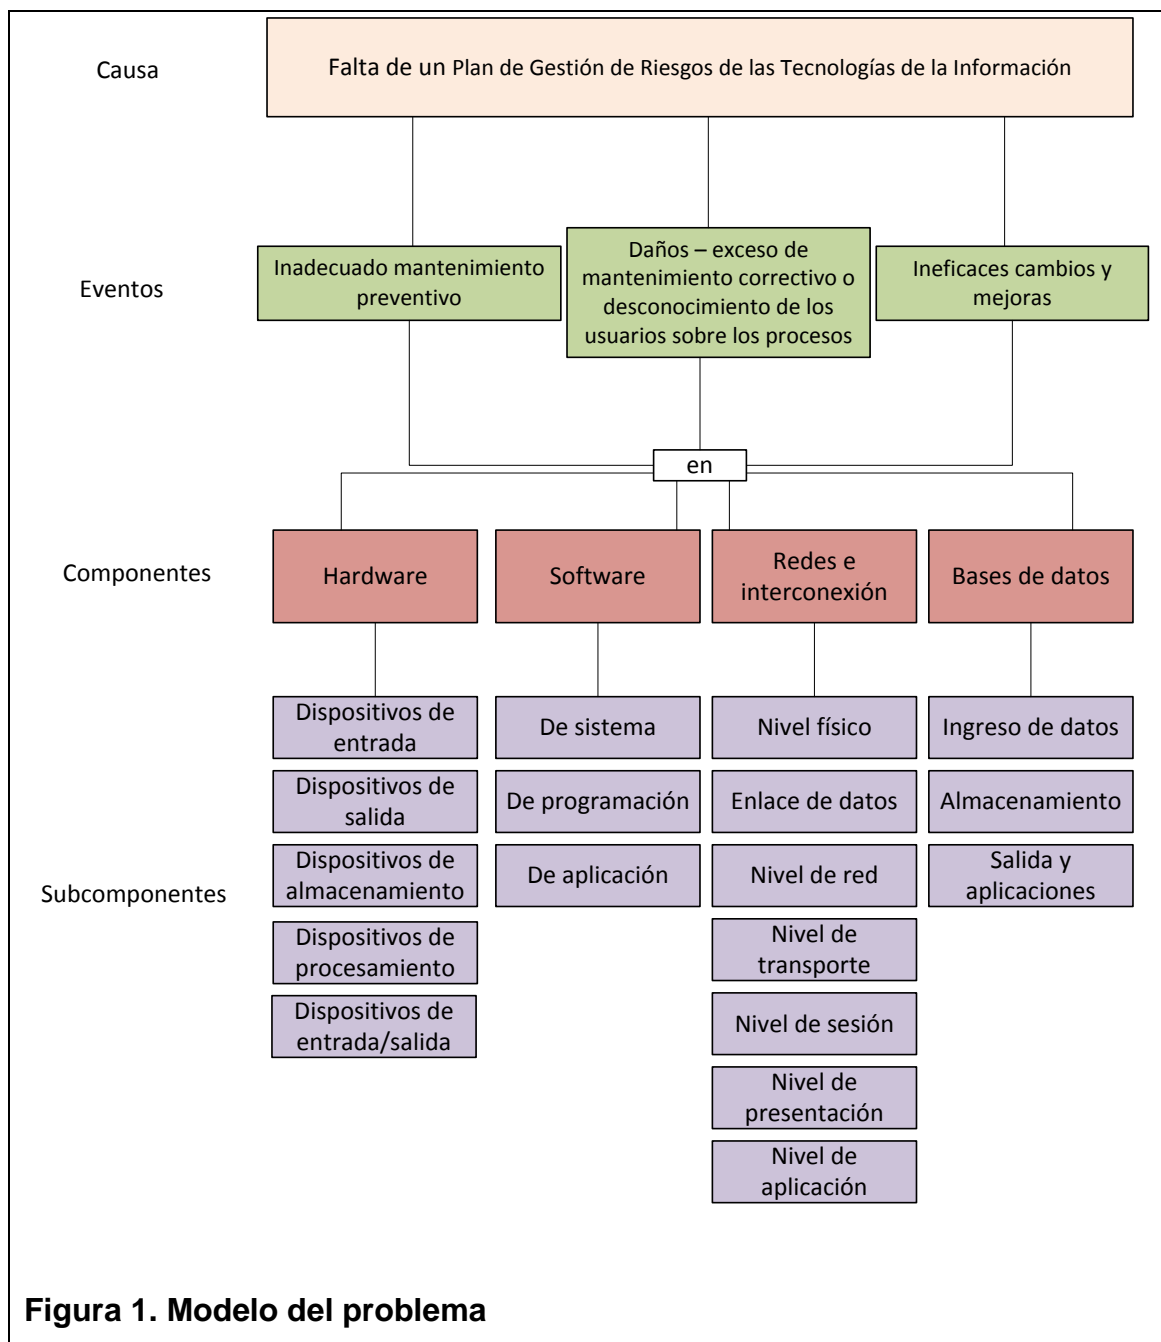 Causa
Falta de un Plan de Gestión de Riesgos de las Tecnologías de la Información
Eventos
Inadecuado mantenimiento
preventivo
Daños – exceso de
mantenimiento correctivo o
desconocimiento de los
usuarios sobre los procesos
Ineficaces cambios y
mejoras
en
Componentes
Hardware
Software
Redes e
interconexión
Bases de datos
Subcomponentes
Dispositivos de
entrada
Dispositivos de
salida
Dispositivos de
almacenamiento
Dispositivos de
procesamiento
Dispositivos de
entrada/salida
De sistema
De programación
De aplicación
Nivel físico
Enlace de datos
Nivel de red
Nivel de
transporte
Nivel de sesión
Nivel de
presentación
Nivel de
aplicación
Ingreso de datos
Almacenamiento
Salida y
aplicaciones
Figura 1. Modelo del problema